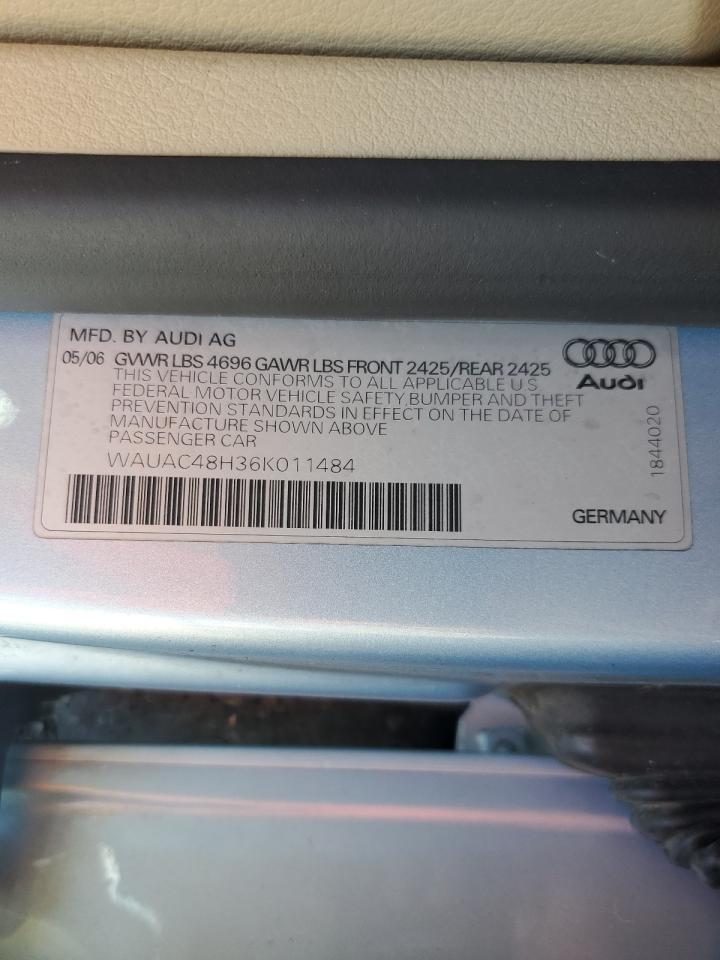 MFD. BY AUDI AG
05/06 GVWR LBS 4696 GAWR LBS FRONT 2425/REAR 2425
THIS VEHICLE CONFORMS TO ALL APPLICABLE U S
FEDERAL MOTOR VEHICLE SAFETY,BUMPER AND THEFT
PREVENTION STANDARDS IN EFFECT ON THE DATE OF
MANUFACTURE SHOWN ABOVE
PASSENGER CAR
WAUAC48H36K011484
Audi
1844020
GERMANY